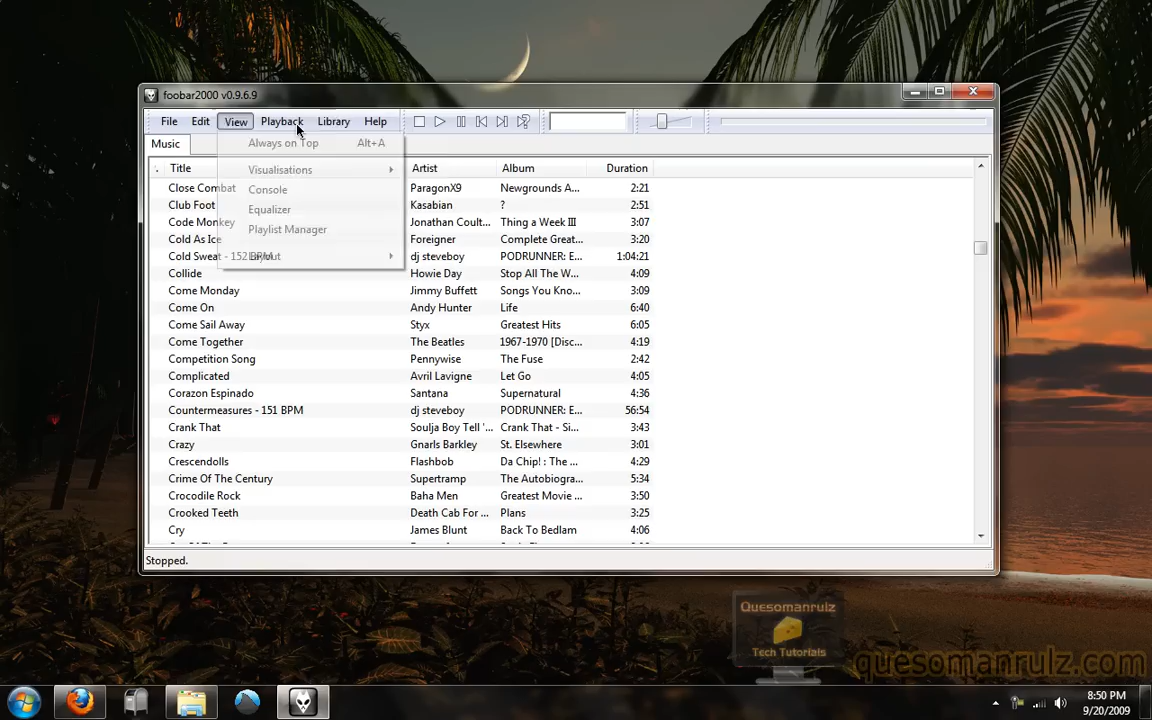 foobar2000 v0.9.6.9
File Edit View Playback Library Help
Music
Always on Top Alt+A
Visualisations
Console
Equalizer
Playlist Manager
Layout
. Title Artist Album Duration
Close Combat ParagonX9 Newgrounds A... 2:21
Club Foot Kasabian ? 2:51
Code Monkey Jonathan Coult... Thing a Week III 3:07
Cold As Ice Foreigner Complete Great... 3:20
Cold Sweat - 152 BPM dj steveboy PODRUNNER: E... 1:04:21
Collide Howie Day Stop All The W... 4:09
Come Monday Jimmy Buffett Songs You Kno... 3:09
Come On Andy Hunter Life 6:40
Come Sail Away Styx Greatest Hits 6:05
Come Together The Beatles 1967-1970 [Disc... 4:19
Competition Song Pennywise The Fuse 2:42
Complicated Avril Lavigne Let Go 4:05
Corazon Espinado Santana Supernatural 4:36
Countermeasures - 151 BPM dj steveboy PODRUNNER: E... 56:54
Crank That Soulja Boy Tell '... Crank That - Si... 3:43
Crazy Gnarls Barkley St. Elsewhere 3:01
Crescendolls Flashbob Da Chip! : The ... 4:29
Crime Of The Century Supertramp The Autobiogra... 5:34
Crocodile Rock Baha Men Greatest Movie ... 3:50
Crooked Teeth Death Cab For ... Plans 3:25
Cry James Blunt Back To Bedlam 4:06
Stopped.
Quesomanrulz
Tech Tutorials
quesomanrulz.com
8:50 PM
9/20/2009